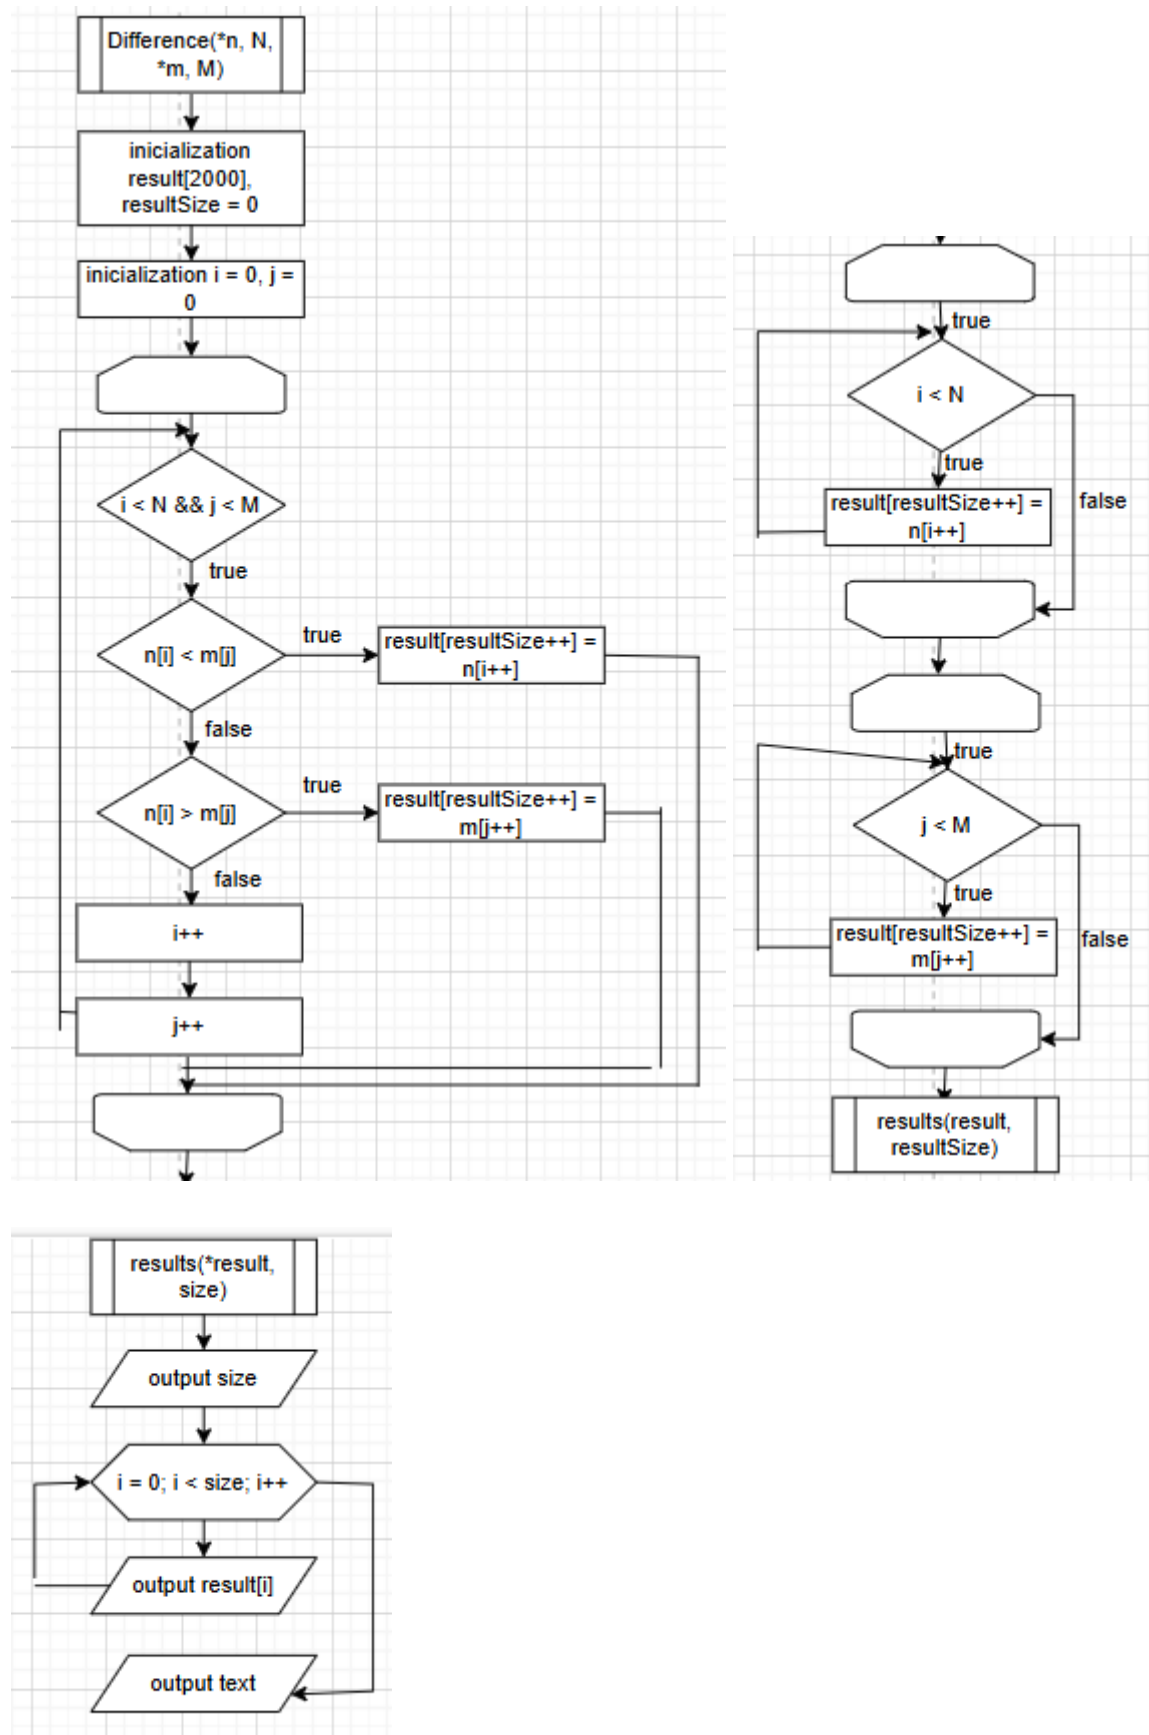 Difference(*n, N,
*m, M)
inicialization
result[2000],
resultSize = 0
inicialization i = 0, j =
0
i < N && j < M
true
n[i] < m[j]
true
result[resultSize++] =
n[i++]
false
n[i] > m[j]
true
result[resultSize++] =
m[j++]
false
i++
j++
true
i < N
true
false
result[resultSize++] =
n[i++]
true
j < M
true
false
result[resultSize++] =
m[j++]
results(result,
resultSize)
results(*result,
size)
output size
i = 0; i < size; i++
output result[i]
output text